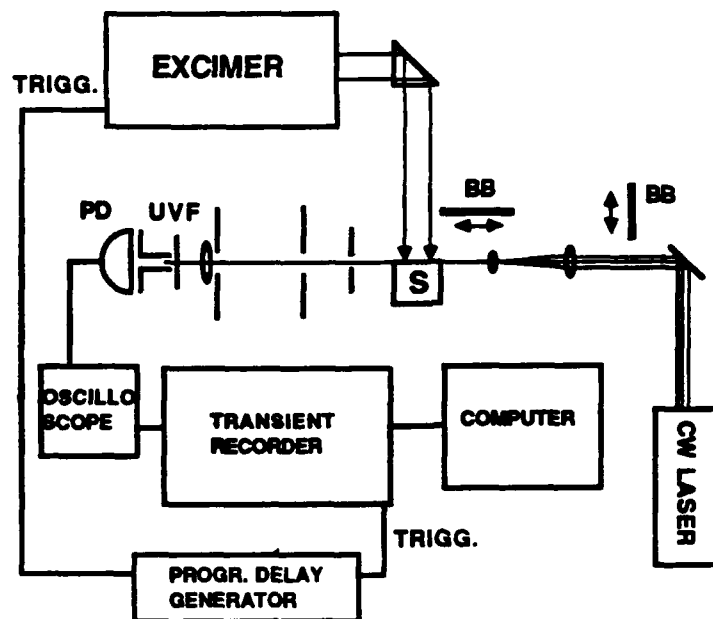 EXCIMER
TRIGG.
BB
BB
PD
UVF
S
OSCILLO
SCOPE
TRANSIENT
RECORDER
COMPUTER
CW LASER
TRIGG.
PROGR. DELAY
GENERATOR